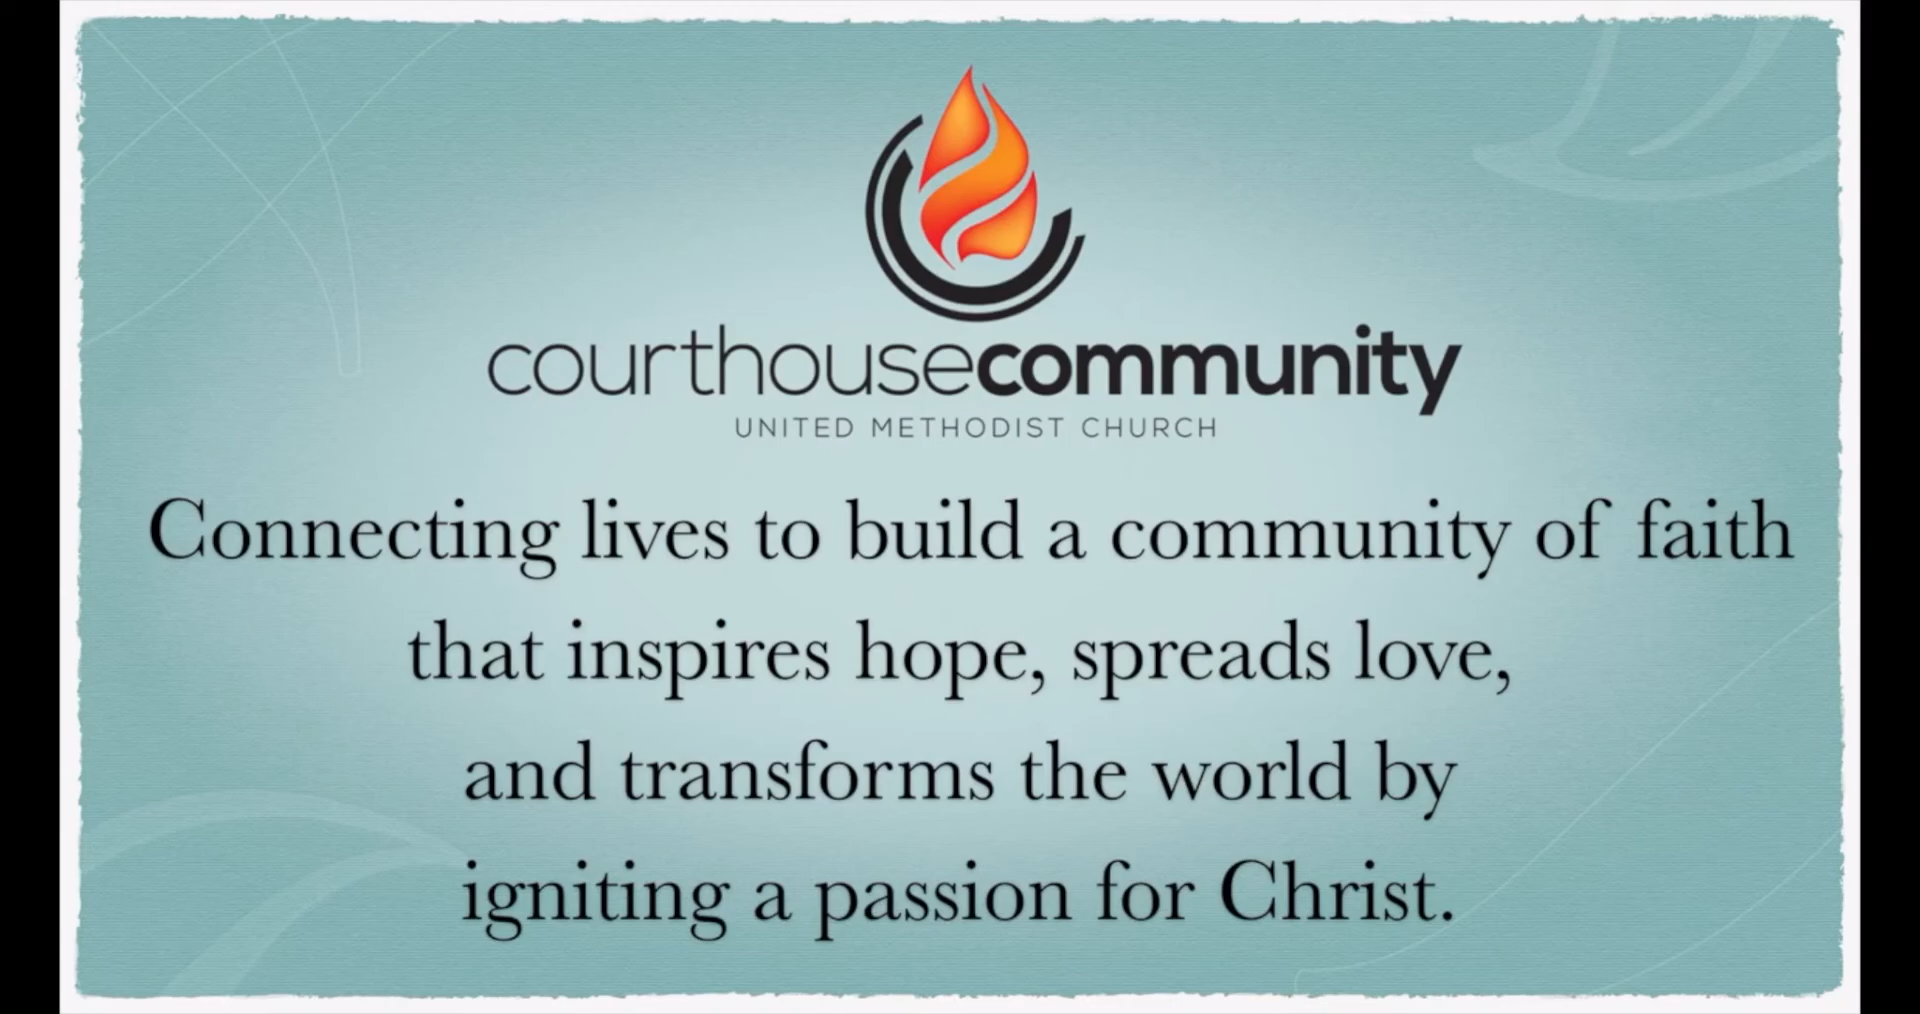 courthousecommunity
UNITED METHODIST CHURCH
Connecting lives to build a community of faith
that inspires hope, spreads love,
and transforms the world by
igniting a passion for Christ.